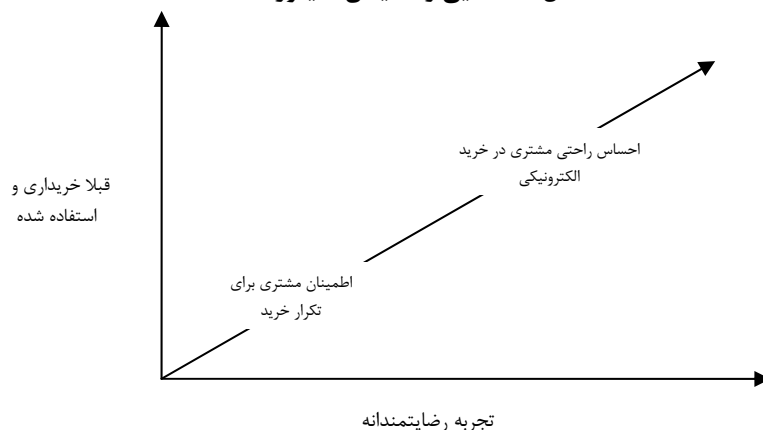 احساس راحتی مشتری در خرید
الکترونیکی
قبلا خریداری و
استفاده شده
اطمینان مشتری برای
تکرار خرید
تجربه رضایتمندانه